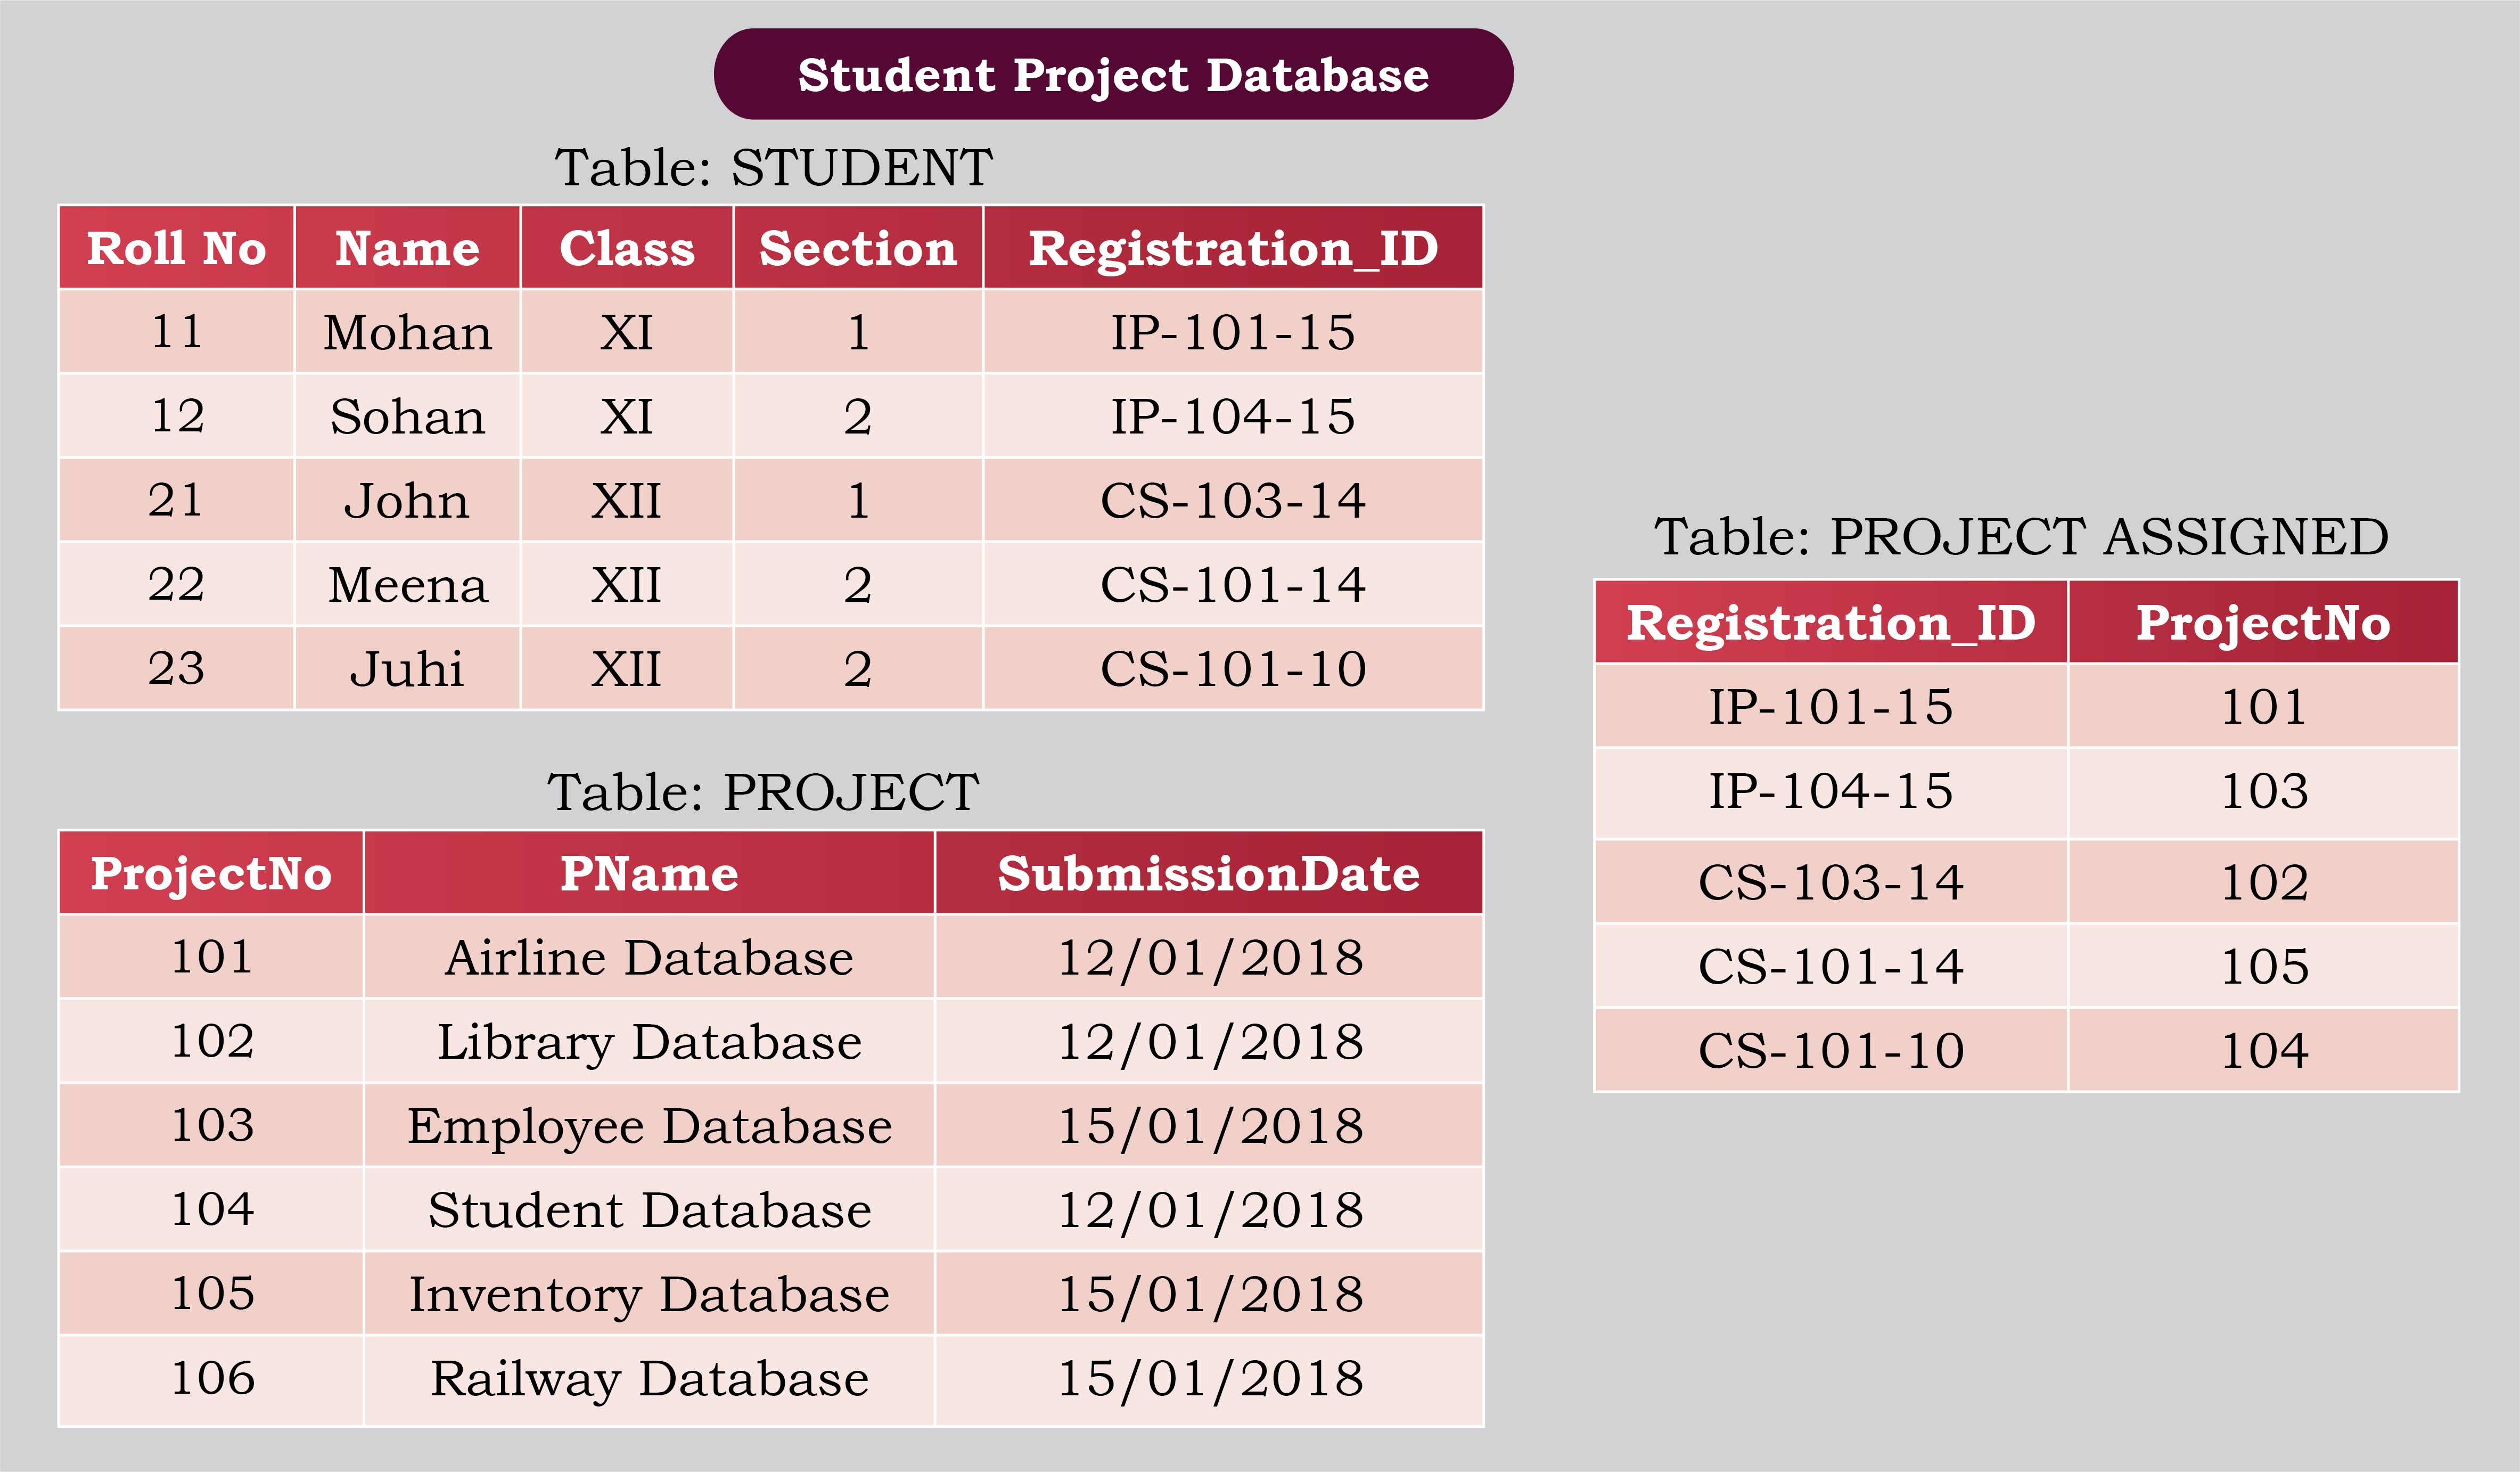 Student Project Database
Table: STUDENT
Roll No Name Class Section Registration_ID
11 Mohan XI 1 IP-101-15
12 Sohan XI 2 IP-104-15
21 John XII 1 CS-103-14
22 Meena XII 2 CS-101-14
23 Juhi XII 2 CS-101-10
Table: PROJECT
ProjectNo PName SubmissionDate
101 Airline Database 12/01/2018
102 Library Database 12/01/2018
103 Employee Database 15/01/2018
104 Student Database 12/01/2018
105 Inventory Database 15/01/2018
106 Railway Database 15/01/2018
Table: PROJECT ASSIGNED
Registration_ID ProjectNo
IP-101-15 101
IP-104-15 103
CS-103-14 102
CS-101-14 105
CS-101-10 104